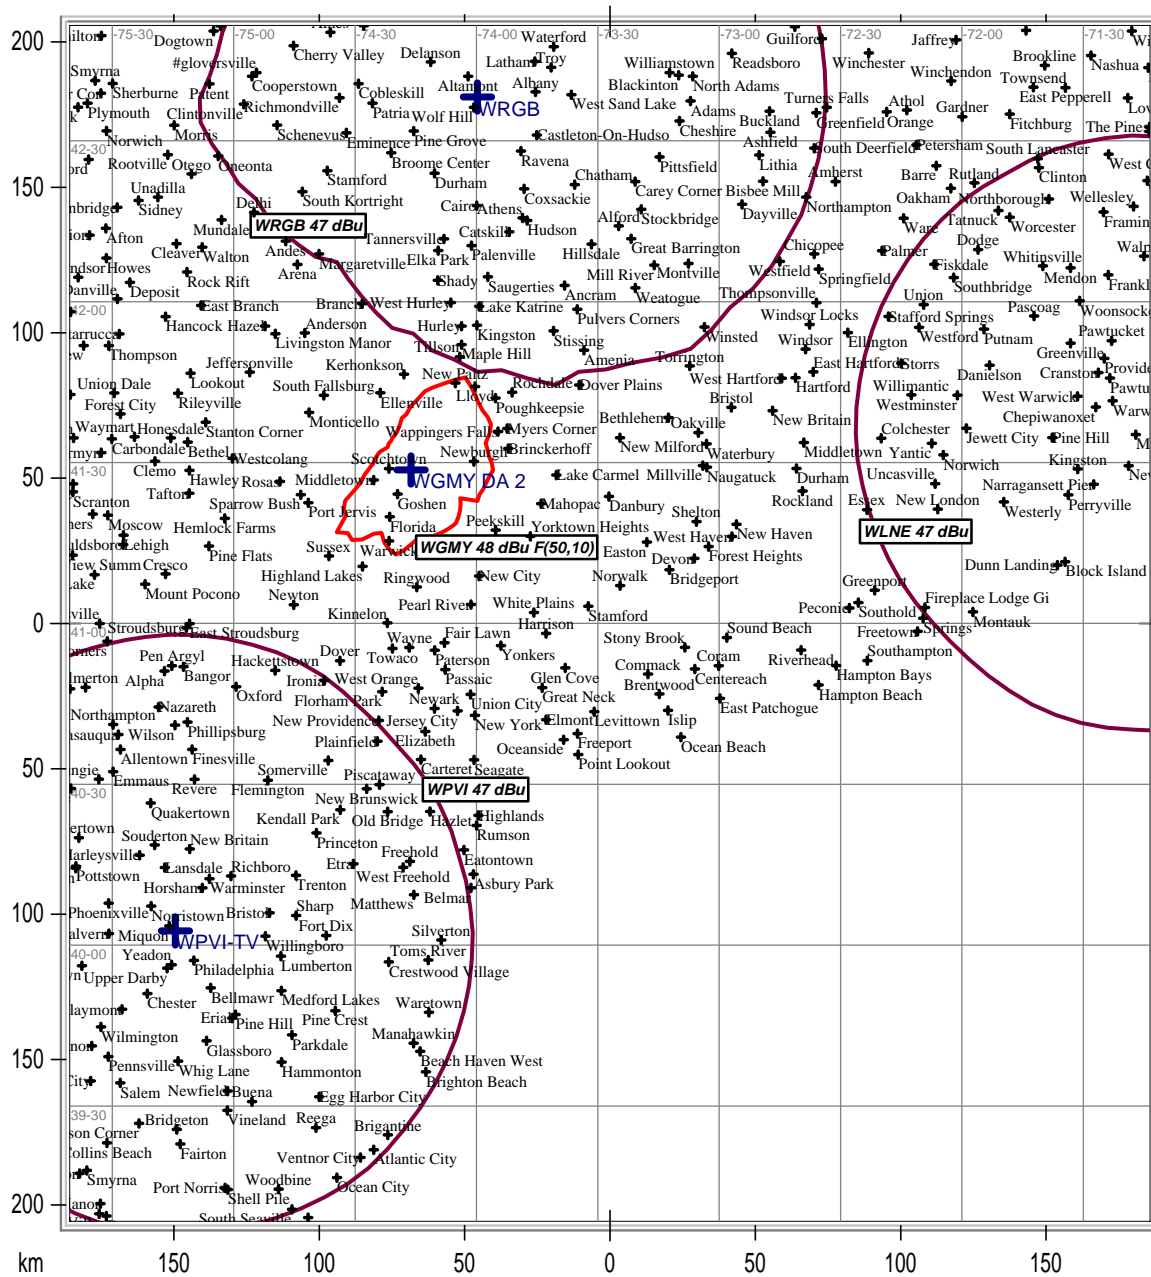 200
150
100
50
0
50
100
150
200
km
150
100
50
0
50
100
150
-75-30
-75-00
-74-30
-74-00
-73-30
-73-00
-72-30
-72-00
-71-30
42-30
42-00
41-30
41-00
40-30
40-00
39-30
WRGB
WRGB 47 dBu
WGMY DA 2
WGMY 48 dBu F(50,10)
WLNE 47 dBu
WPVI 47 dBu
WPVI-TV
Dogtown
Cherry Valley
Delanson
Waterford
Latham
Troy
Guilford
Readsboro
Winchester
Jaffrey
Brookline
Nashua
Smyrna
#gloversville
Sherburne
Patent
Cooperstown
Cobleskill
Altamont
Albany
Williamstown
Blackinton
North Adams
Winchendon
Townsend
East Pepperell
Plymouth
Clintonville
Richmondville
Patria
Wolf Hill
West Sand Lake
Adams
Turners Falls
Athol
Gardner
Norwich
Morris
Schenevus
Eminence
Pine Grove
Castleton-On-Hudso
Cheshire
Buckland
Greenfield
Orange
Fitchburg
The Pines
Rootville
Otego
Oneonta
Broome Center
Ravena
Pittsfield
Ashfield
South Deerfield
Petersham
South Lancaster
Lithia
Unadilla
Stamford
Durham
Chatham
Carey Corner
Bisbee Mill
Amherst
Barre
Rutland
Clinton
Sidney
Delhi
South Kortright
Cairo
Coxsackie
Athens
Alford
Stockbridge
Dayville
Northampton
Oakham
Northborough
Wellesley
Afton
Mundale
Tannersville
Catskill
Hudson
Ware
Tatnuck
Worcester
Cleaver
Walton
Andes
Elka Park
Palenville
Hillsdale
Great Barrington
Chicopee
Palmer
Dodge
Howes
Arena
Margaretville
Mill River
Montville
Westfield
Springfield
Fiskdale
Whitinsville
Deposit
Rock Rift
Shady
Saugerties
Ancram
Weatogue
Thompsonville
Southbridge
Mendon
East Branch
Branch
West Hurley
Lake Katrine
Pulvers Corners
Windsor Locks
Union
Pascoag
Hancock
Hazel
Anderson
Hurley
Kingston
Stissing
Winsted
Windsor
Stafford Springs
Ellington
Westford
Putnam
Pawtucket
Thompson
Livingston Manor
Tillson
Maple Hill
Amenia
Torrington
East Hartford
Storrs
Greenville
Jeffersonville
Kerhonkson
New Paltz
Danielson
Cranston
Union Dale
Lookout
South Fallsburg
Rochdale
Dover Plains
West Hartford
Hartford
Willimantic
Forest City
Rileyville
Ellenville
Lloyd
Poughkeepsie
Bristol
Westminster
West Warwick
Monticello
Bethlehem
Oakville
New Britain
Chepiwanoxet
Waymart
Honesdale
Stanton Corner
Wappingers Fall
Myers Corner
New Milford
Waterbury
Jewett City
Pine Hill
Carbondale
Bethel
Westcolang
Scotchtown
Newburgh
Brinckerhoff
Middletown
Yantic
Clemo
Hawley
Rosas
Lake Carmel
Millville
Naugatuck
Durham
Norwich
Kingston
Scranton
Tafton
Sparrow Bush
Middletown
Port Jervis
Goshen
Mahopac
Danbury
Rockland
Uncasville
Narragansett Pier
Moscow
Hemlock Farms
Florida
Peekskill
Yorktown Heights
Shelton
Essex
New London
Westerly
Perryville
Lehigh
Pine Flats
Sussex
Warwick
Easton
West Haven
New Haven
Devon
Forest Heights
Cresco
Highland Lakes
Ringwood
New City
Norwalk
Bridgeport
Dunn Landing
Block Island
Mount Pocono
Newton
Pearl River
White Plains
Stamford
Greenport
Peconic
Southold
Fireplace Lodge Gi
Montauk
Stroudsburg
East Stroudsburg
Kinnelon
Harrison
Sound Beach
Springs
Freetown
Southampton
Pen Argyl
Hackettstown
Dover
Wayne
Fair Lawn
Yonkers
Stony Brook
Riverhead
Alpha
Bangor
Ironia
Towaco
Paterson
Glen Cove
Commack
Centereach
Hampton Bays
Oxford
West Orange
Passaic
Brentwood
Hampton Beach
Northampton
Nazareth
Florham Park
Newark
Union City
Great Neck
East Patchogue
Wilson
Phillipsburg
New Providence
Jersey City
New York
Elmont
Levittown
Islip
Allentown
Finesville
Plainfield
Elizabeth
Oceanside
Freeport
Ocean Beach
Emmaus
Revere
Somerville
Flemington
Piscataway
Carteret
Seagate
Point Lookout
Quakertown
New Brunswick
Kendall Park
Old Bridge
Hazlet
Highlands
Souderton
New Britain
Princeton
Rumson
Harleysville
Lansdale
Richboro
Etra
Freehold
Eatontown
Pottstown
Horsham
Warminster
Trenton
West Freehold
Asbury Park
Phoenixville
Norristown
Bristol
Sharp
Matthews
Belmar
Miquon
Willingboro
Fort Dix
Silverton
Yeadon
Philadelphia
Lumberton
Toms River
Crestwood Village
Upper Darby
Chester
Bellmawr
Medford Lakes
Waretown
Wilmington
Erial
Pine Hill
Pine Crest
Manahawkin
Pennsville
Glassboro
Parkdale
Beach Haven West
Salem
Whig Lane
Hammonton
Brighton Beach
Newfield
Buena
Egg Harbor City
Bridgeton
Vineland
Reega
Brigantine
Fairton
Ventnor City
Atlantic City
Smyrna
Port Norris
Woodbine
Ocean City
Shell Pile
South Seaville